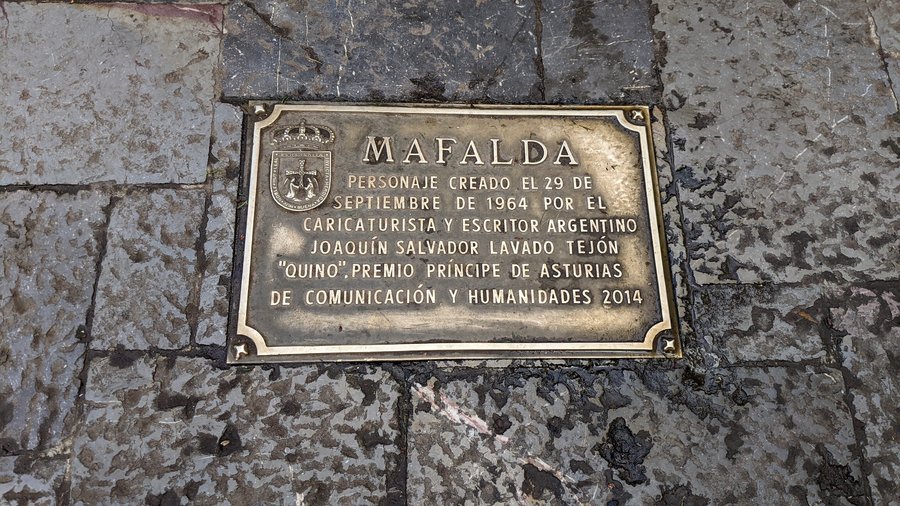 MAFALDA
PERSONAJE CREADO EL 29 DE
SEPTIEMBRE DE 1964 POR EL
CARICATURISTA Y ESCRITOR ARGENTINO
JOAQUÍN SALVADOR LAVADO TEJÓN
"QUINO", PREMIO PRÍNCIPE DE ASTURIAS
DE COMUNICACIÓN Y HUMANIDADES 2014